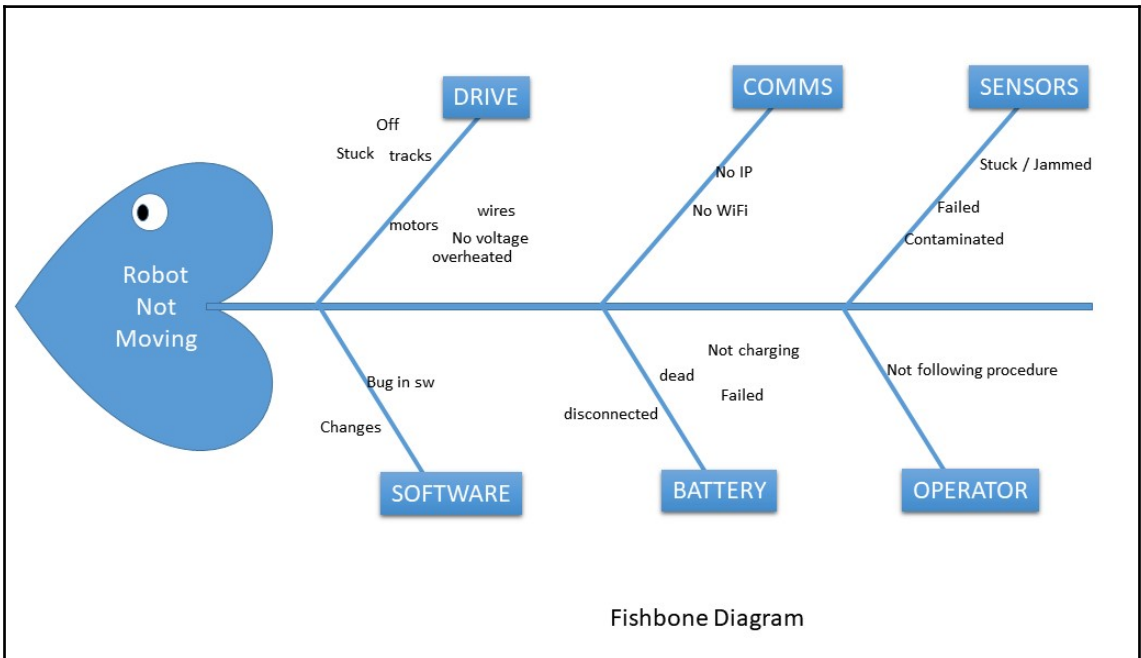 DRIVE
COMMS
SENSORS
Off
Stuck tracks
Stuck / Jammed
No IP
wires
No WiFi
Failed
motors
No voltage
Contaminated
overheated
Robot
Not
Moving
Not charging
Bug in sw
dead
Not following procedure
Failed
disconnected
Changes
SOFTWARE
BATTERY
OPERATOR
Fishbone Diagram